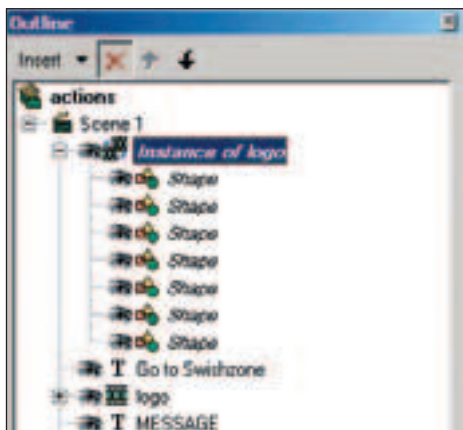 Outline
Insert
actions
Scene 1
Instance of logo
Shape
Shape
Shape
Shape
Shape
Shape
Shape
T Go to Swishzone
logo
T MESSAGE